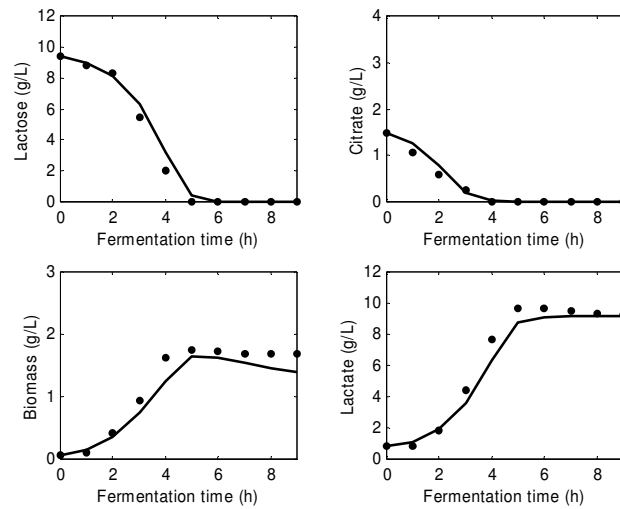 12
10
8
6
4
2
0
Lactose (g/L)
0 2 4 6 8
Fermentation time (h)
4
3
2
1
0
Citrate (g/L)
0 2 4 6 8
Fermentation time (h)
3
2
1
0
Biomass (g/L)
0 2 4 6 8
Fermentation time (h)
12
10
8
6
4
2
0
Lactate (g/L)
0 2 4 6 8
Fermentation time (h)